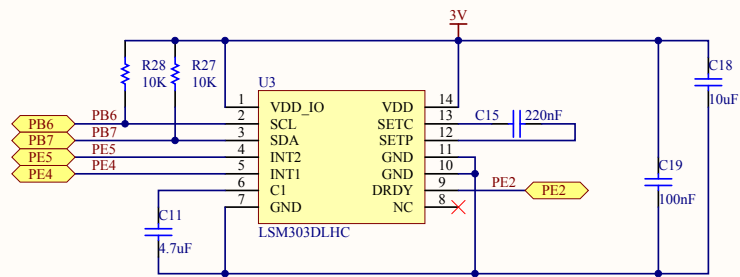 3V
R28
10K
R27
10K
U3
C18
10uF
PB6 PB6
PB7 PB7
PE5 PE5
PE4 PE4
1 VDD_IO VDD 14
2 SCL SETC 13
3 SDA SETP 12
4 INT2 GND 11
5 INT1 GND 10
6 C1 DRDY 9
7 GND NC 8
C15 220nF
PE2 PE2
C19
100nF
C11
4.7uF
LSM303DLHC